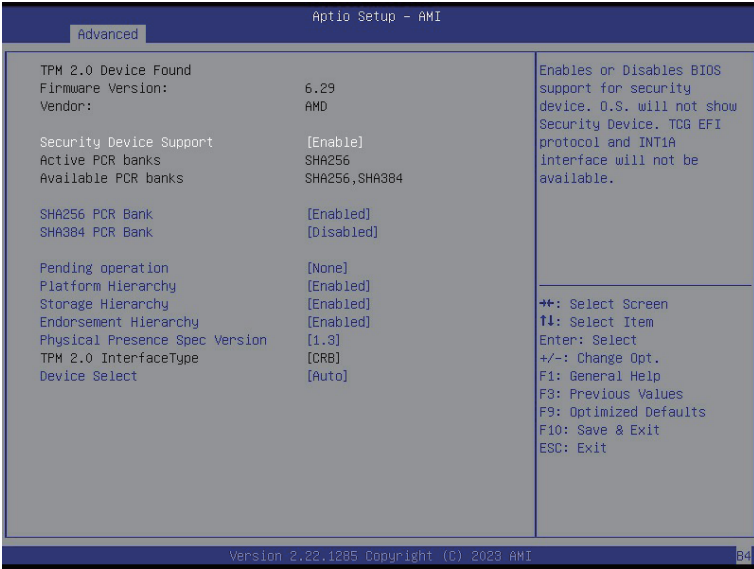 Aptio Setup – AMI
Advanced
TPM 2.0 Device Found
Firmware Version: 6.29
Vendor: AMD
Security Device Support [Enable]
Active PCR banks SHA256
Available PCR banks SHA256,SHA384
SHA256 PCR Bank [Enabled]
SHA384 PCR Bank [Disabled]
Pending operation [None]
Platform Hierarchy [Enabled]
Storage Hierarchy [Enabled]
Endorsement Hierarchy [Enabled]
Physical Presence Spec Version [1.3]
TPM 2.0 InterfaceType [CRB]
Device Select [Auto]
Enables or Disables BIOS
support for security
device. O.S. will not show
Security Device. TCG EFI
protocol and INT1A
interface will not be
available.
→←: Select Screen
↑↓: Select Item
Enter: Select
+/-: Change Opt.
F1: General Help
F3: Previous Values
F9: Optimized Defaults
F10: Save & Exit
ESC: Exit
Version 2.22.1285 Copyright (C) 2023 AMI
B4